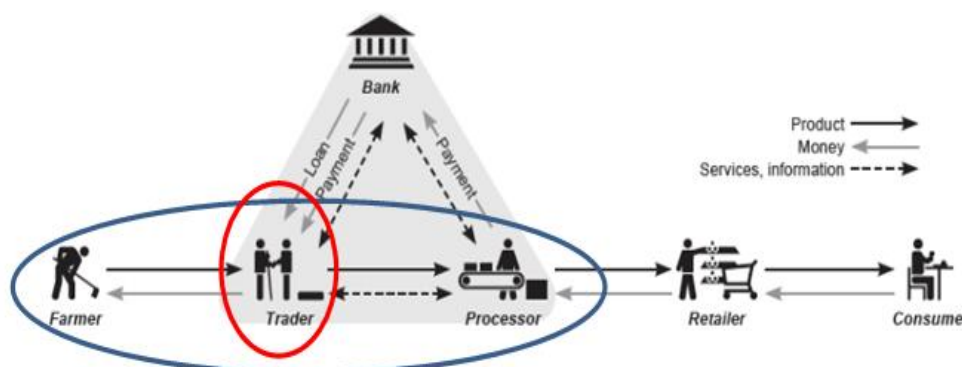 Bank
Product
Money
Services, information
Loan
Payment
Payment
Farmer
Trader
Processor
Retailer
Consume